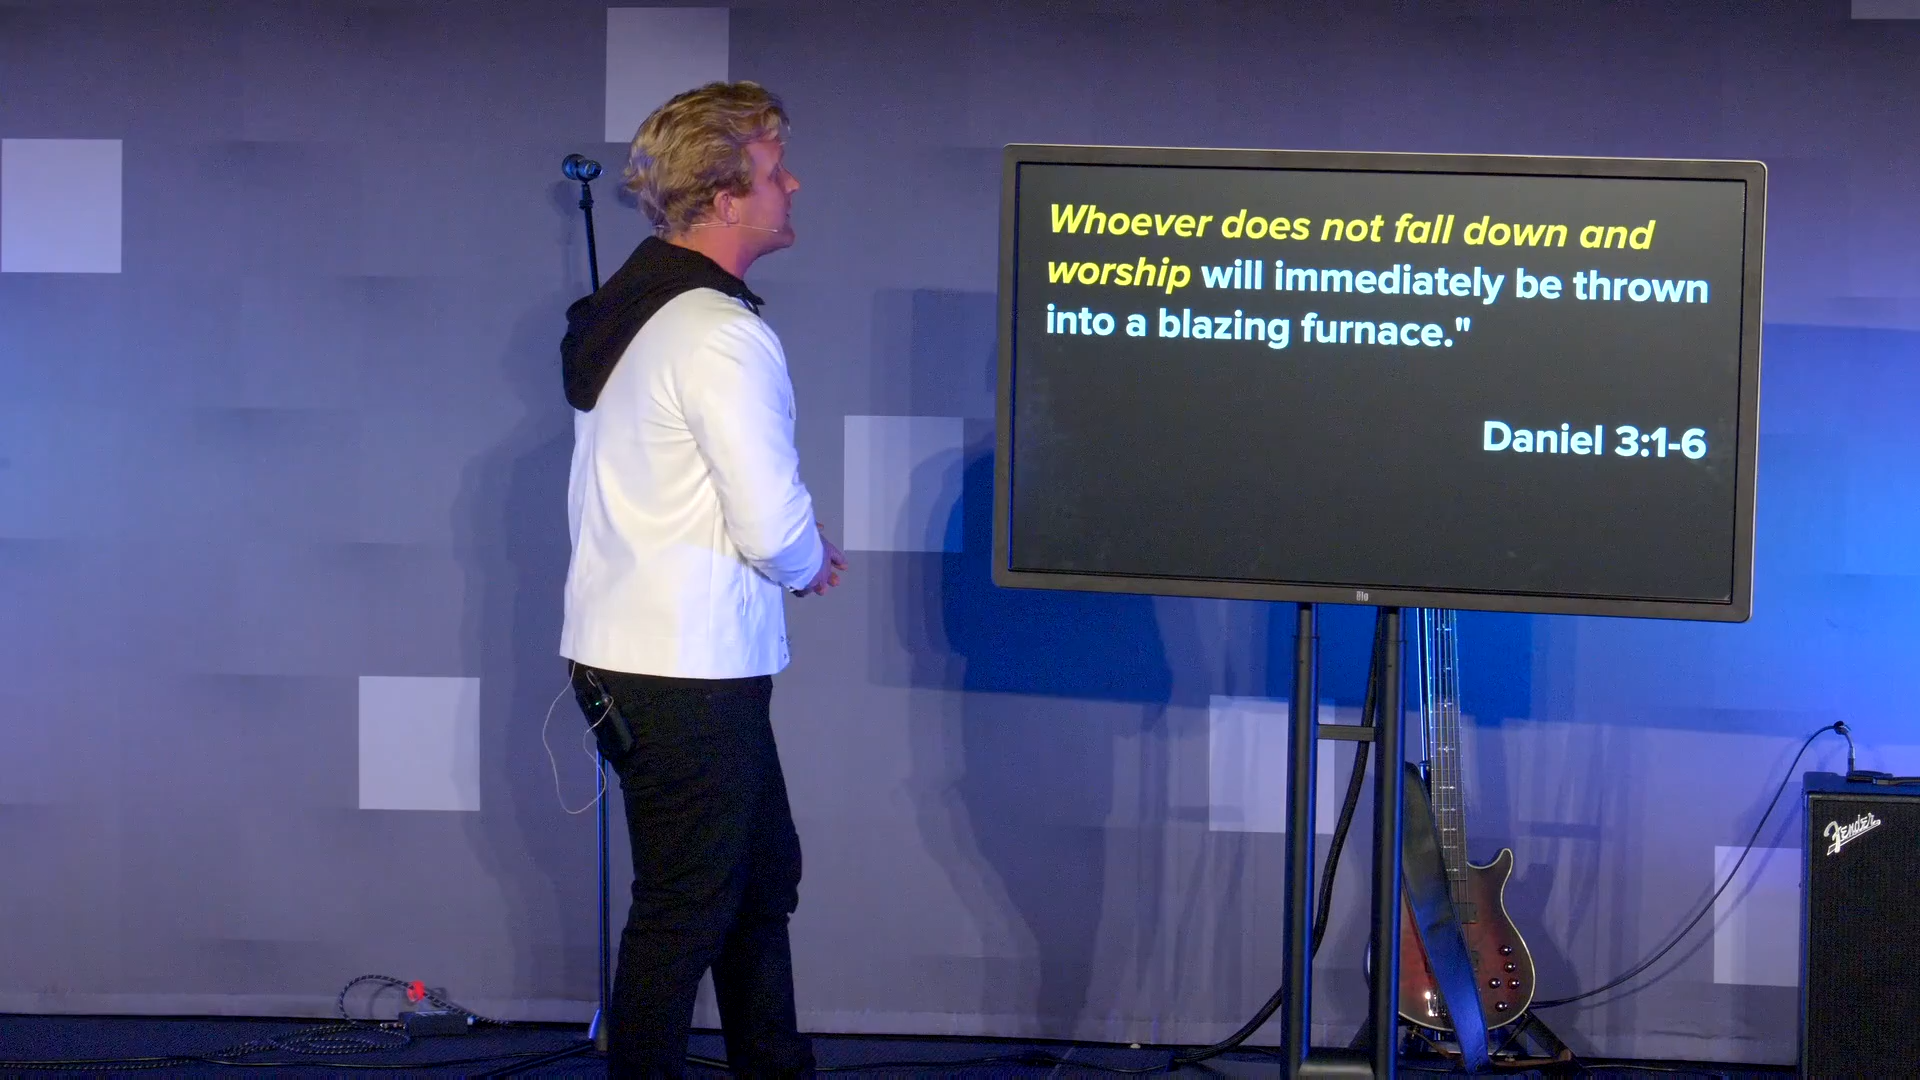 Whoever does not fall down and
worship will immediately be thrown
into a blazing furnace."
Daniel 3:1-6
elo
Fender